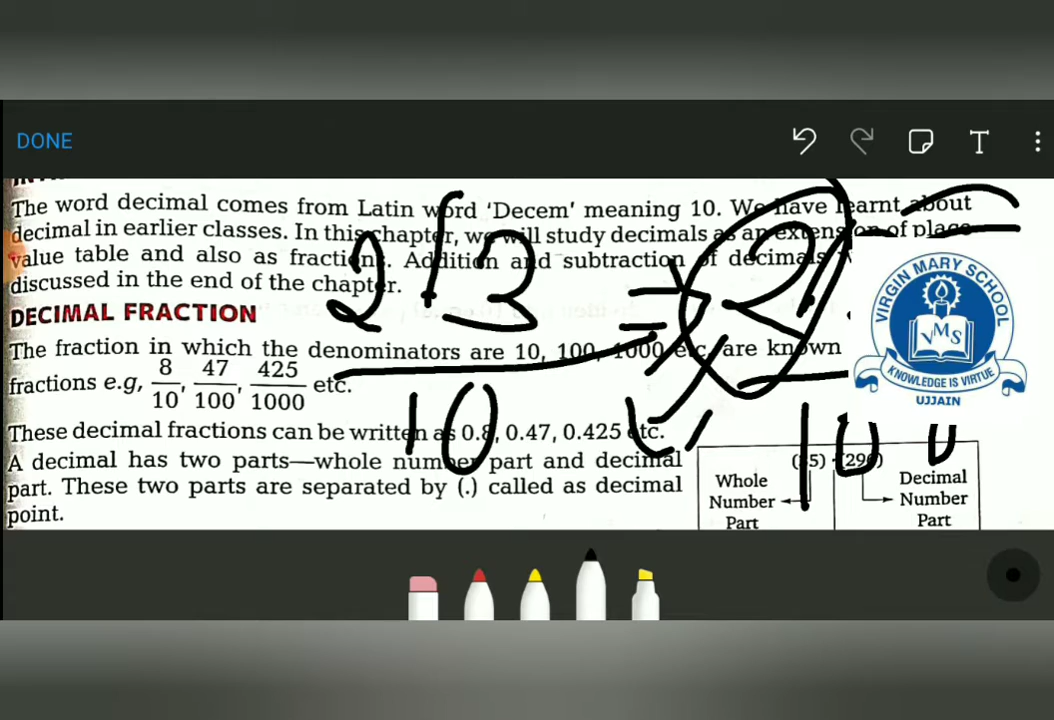 DONE
T
The word decimal comes from Latin word 'Decem' meaning 10. We have learnt about
decimal in earlier classes. In this chapter, we will study decimals as an extension of place
value table and also as fractions. Addition and subtraction of decimals
discussed in the end of the chapter.
DECIMAL FRACTION
The fraction in which the denominators are 10, 100, 1000 etc. are known
fractions e.g, 8/10, 47/100, 425/1000 etc.
These decimal fractions can be written as 0.8, 0.47, 0.425 etc.
A decimal has two parts—whole number part and decimal
part. These two parts are separated by (.) called as decimal
point.
Whole
Number
Part
Decimal
Number
Part
213
10
VIRGIN MARY SCHOOL
VMS
KNOWLEDGE IS VIRTUE
UJJAIN